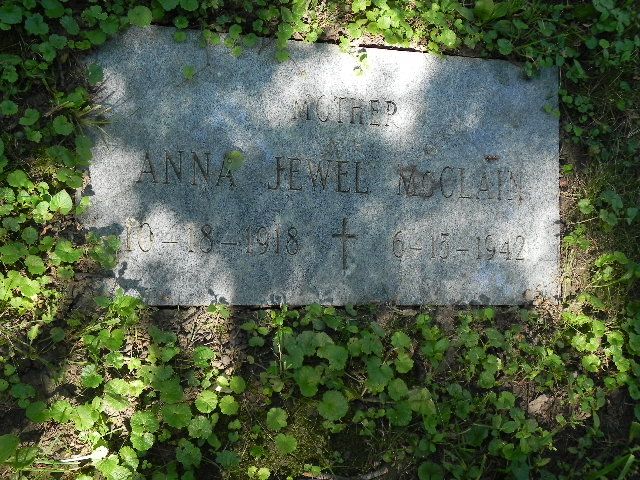 MOTHER
ANNA JEWEL McCLAIN
10-18-1918 † 6-15-1942